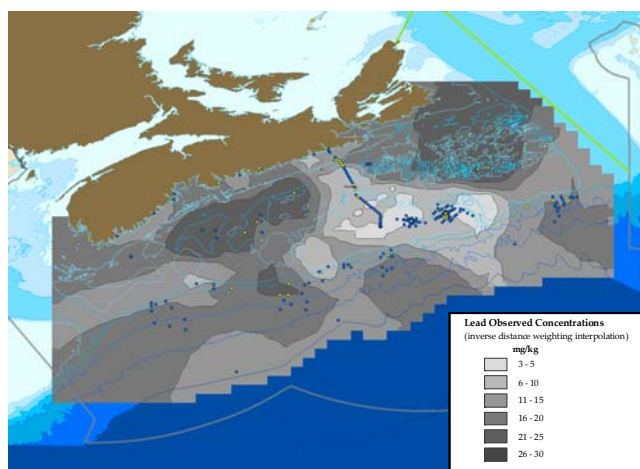 Lead Observed Concentrations
(inverse distance weighting interpolation)
mg/kg
3 - 5
6 - 10
11 - 15
16 - 20
21 - 25
26 - 30